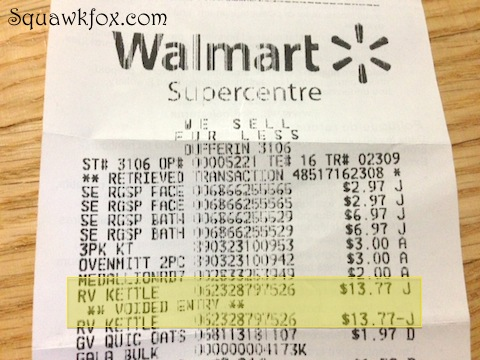 Squawkfox.com
Walmart
Supercentre
WE SELL
FOR LESS
DUFFERIN 3106
ST# 3106 OP# 00005221 TE# 16 TR# 02309
** RETRIEVED TRANSACTION 48517162308 *
SE RGSP FACE 006866255565 $2.97 J
SE RGSP FACE 006866255565 $2.97 J
SE RGSP BATH 006866255529 $6.97 J
SE RGSP BATH 006866255529 $6.97 J
3PK KT 890323100953 $3.00 A
OVENMITT 2PC 890323100942 $3.00 A
$2.00 A
RV KETTLE 062328797526 $13.77 J
** VOIDED ENTRY **
RV KETTLE 062328797526 $13.77-J
GV QUIC OATS 068113181107 $1.97 D
GALA BULK 000000004173K